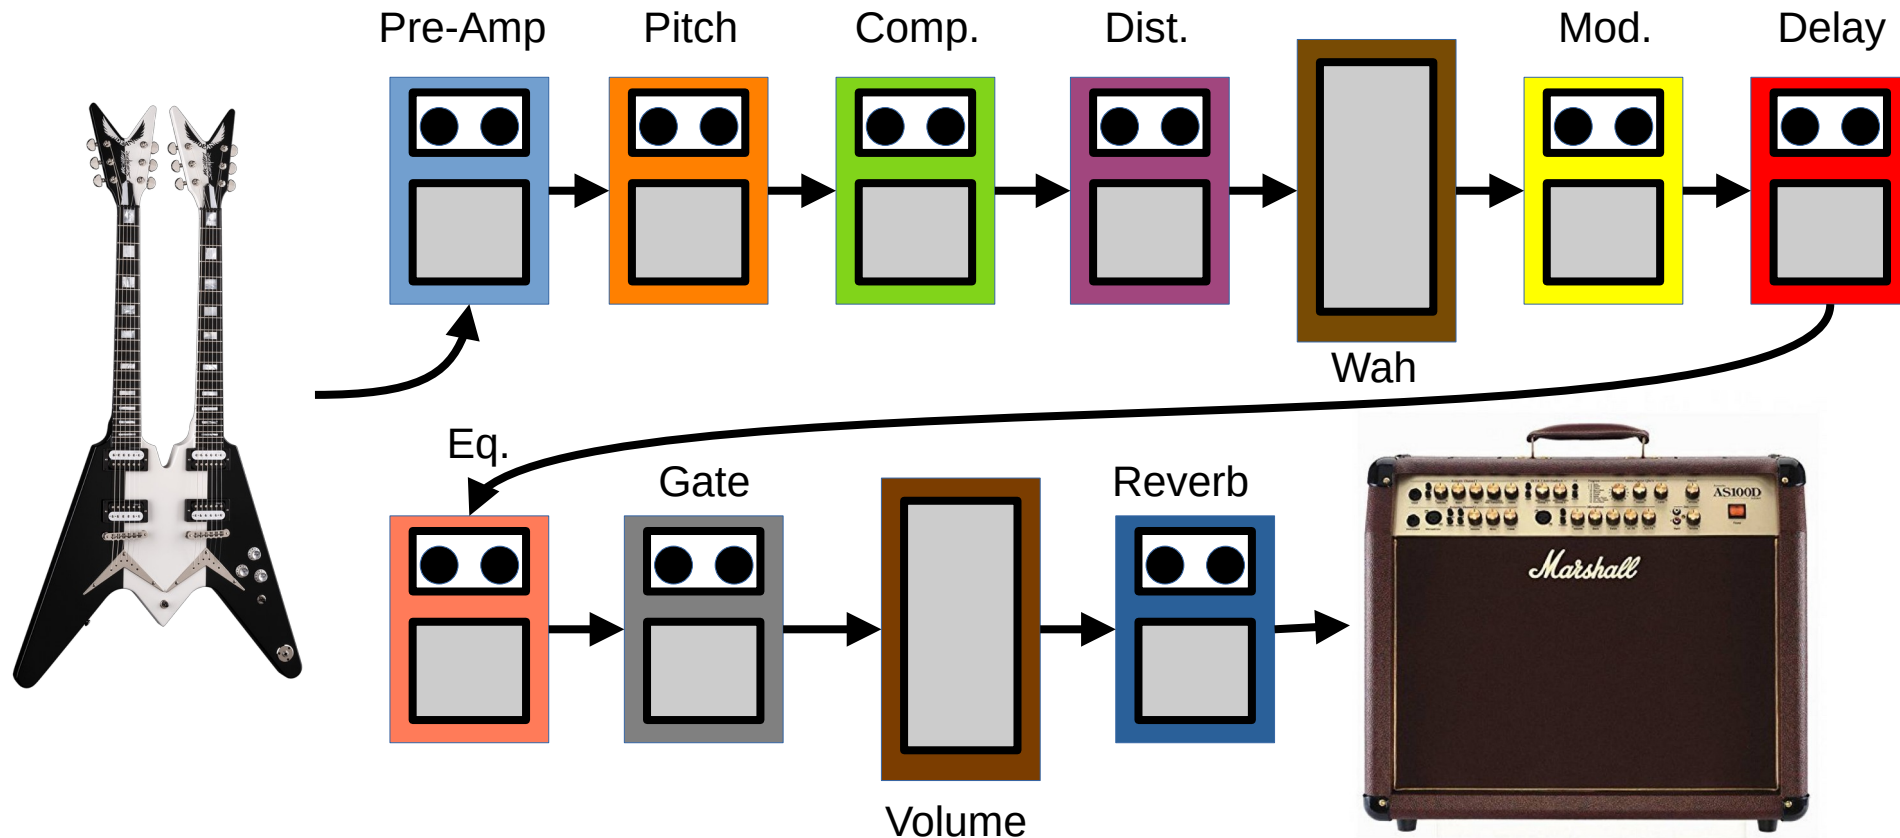 Pre-Amp
Pitch
Comp.
Dist.
Mod.
Delay
Wah
Eq.
Gate
Reverb
AS100D
Marshall
Volume